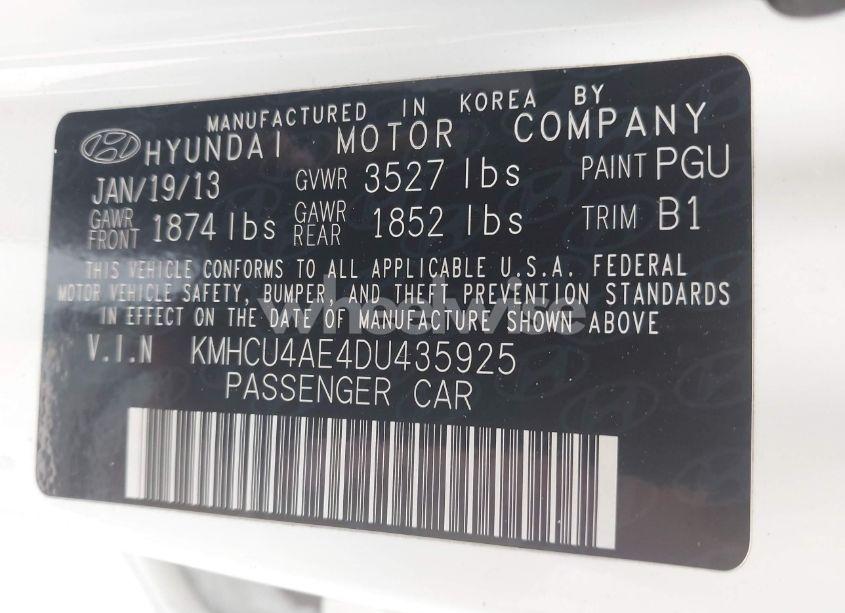 MANUFACTURED IN KOREA BY
HYUNDAI MOTOR COMPANY
JAN/19/13 GVWR 3527 lbs PAINT PGU
GAWR FRONT 1874 lbs GAWR REAR 1852 lbs TRIM B1
THIS VEHICLE CONFORMS TO ALL APPLICABLE U.S.A. FEDERAL
MOTOR VEHICLE SAFETY, BUMPER, AND THEFT PREVENTION STANDARDS
IN EFFECT ON THE DATE OF MANUFACTURE SHOWN ABOVE
V.I.N KMHCU4AE4DU435925
PASSENGER CAR
wheelwise